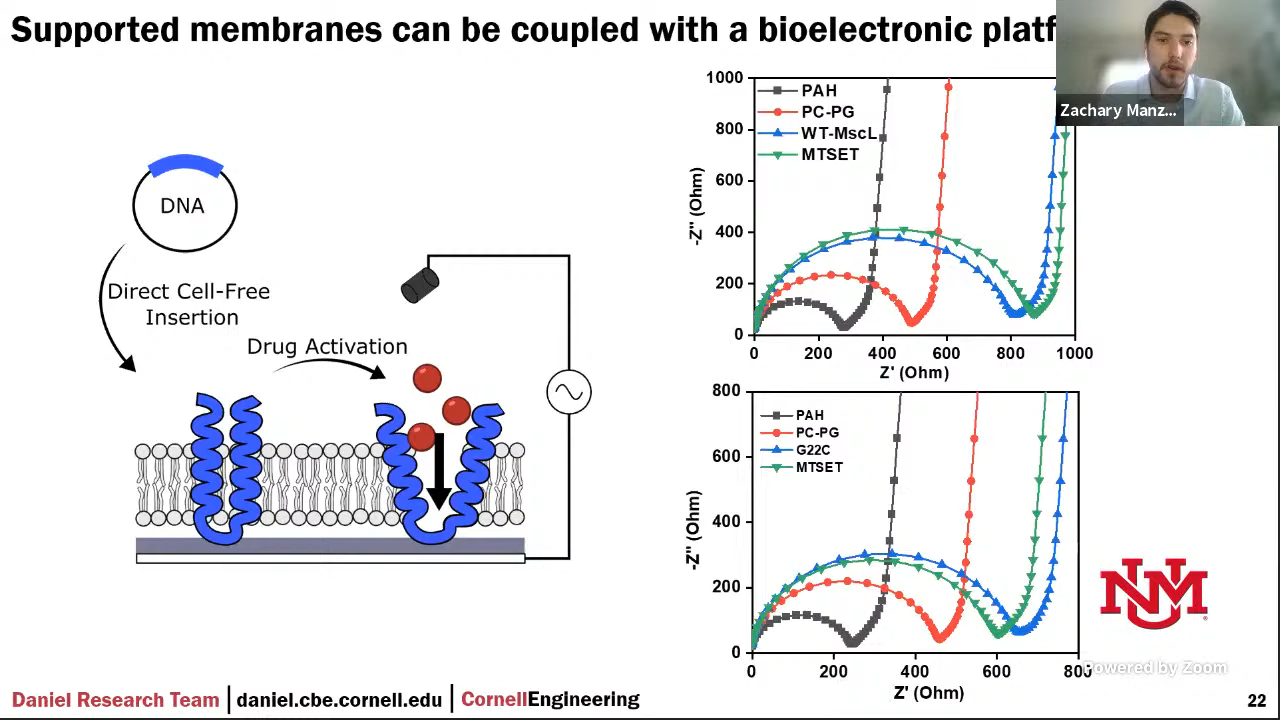 Supported membranes can be coupled with a bioelectronic platf
Zachary Manz...
DNA
Direct Cell-Free
Insertion
Drug Activation
1000
800
600
400
200
0
-Z" (Ohm)
PAH
PC-PG
WT-MscL
MTSET
0 200 400 600 800 1000
Z' (Ohm)
800
600
400
200
0
-Z" (Ohm)
PAH
PC-PG
G22C
MTSET
0 200 400 600 800
Z' (Ohm)
NM
Powered by Zoom
Daniel Research Team | daniel.cbe.cornell.edu | CornellEngineering
22